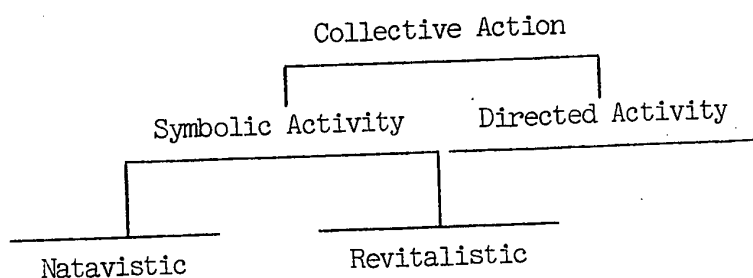 Collective Action
Symbolic Activity Directed Activity
Natavistic Revitalistic